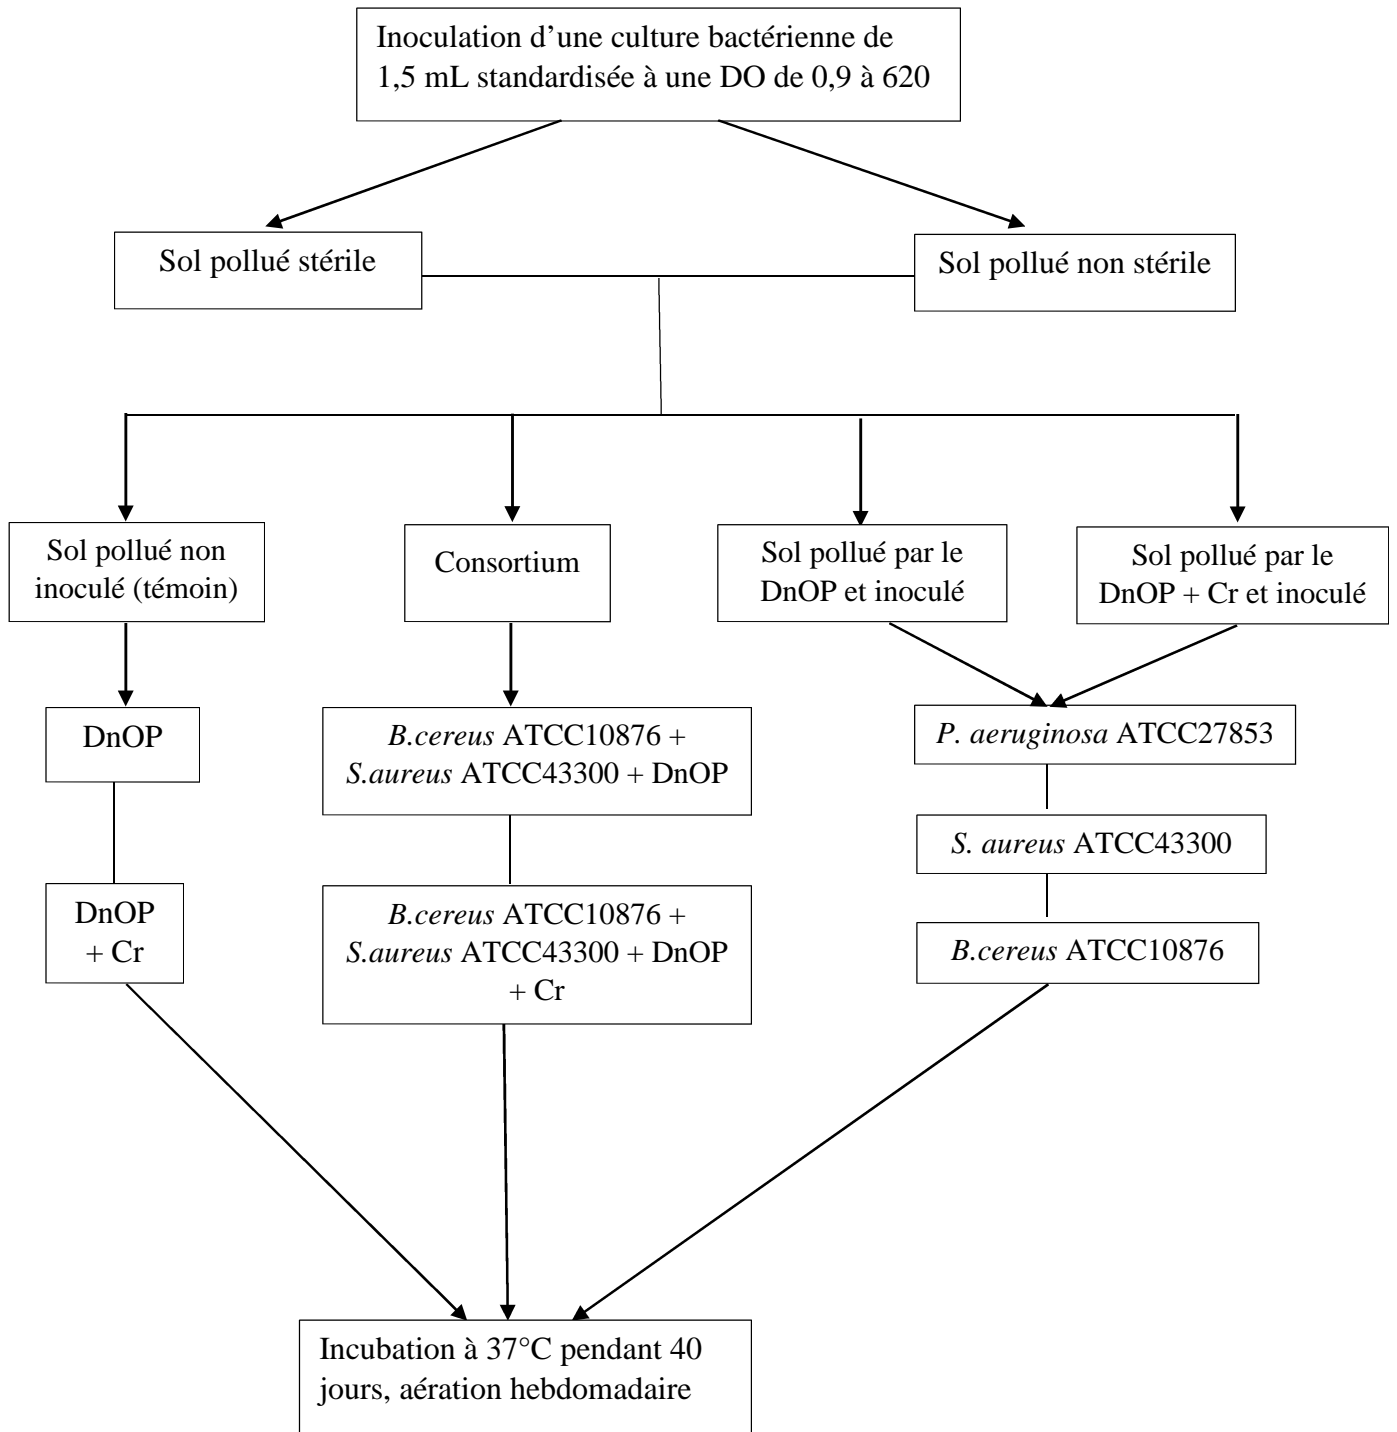 Inoculation d’une culture bactérienne de
1,5 mL standardisée à une DO de 0,9 à 620
Sol pollué stérile
Sol pollué non stérile
Sol pollué non
inoculé (témoin)
Consortium
Sol pollué par le
DnOP et inoculé
Sol pollué par le
DnOP + Cr et inoculé
DnOP
B.cereus ATCC10876 +
S.aureus ATCC43300 + DnOP
P. aeruginosa ATCC27853
S. aureus ATCC43300
DnOP
+ Cr
B.cereus ATCC10876 +
S.aureus ATCC43300 + DnOP
+ Cr
B.cereus ATCC10876
Incubation à 37°C pendant 40
jours, aération hebdomadaire